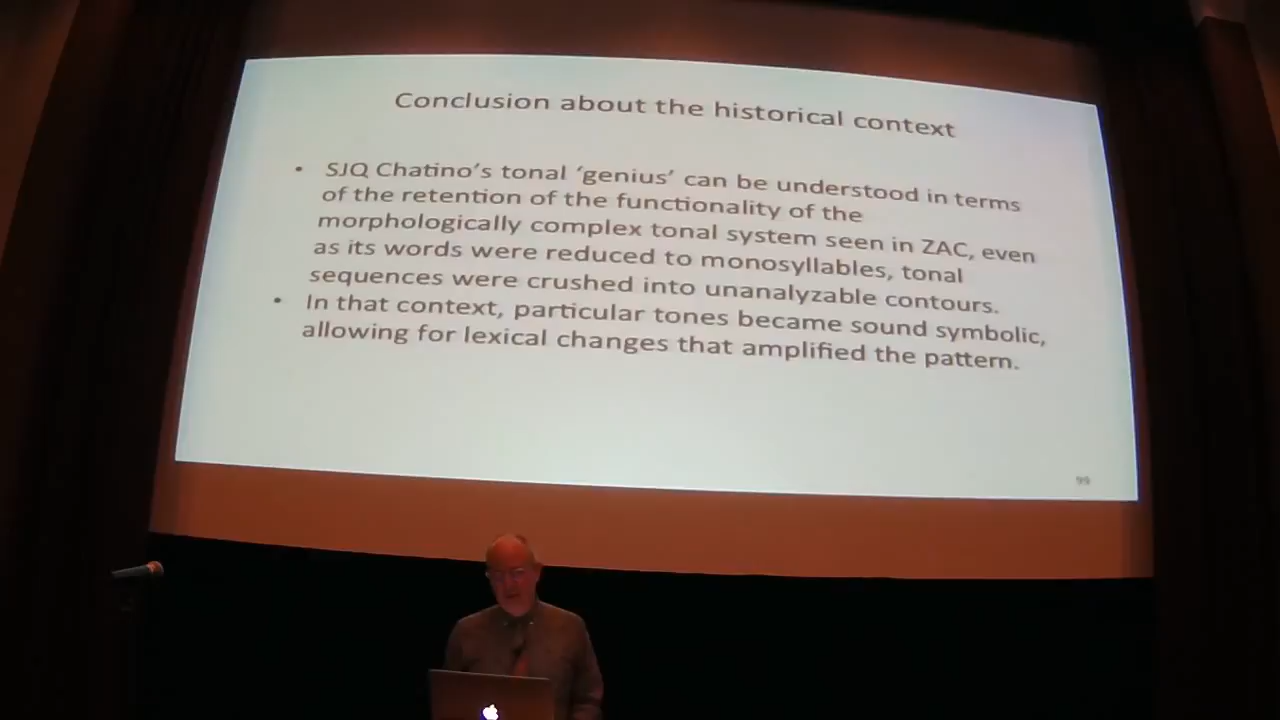 Conclusion about the historical context
• SJQ Chatino's tonal 'genius' can be understood in terms
of the retention of the functionality of the
morphologically complex tonal system seen in ZAC, even
as its words were reduced to monosyllables, tonal
sequences were crushed into unanalyzable contours.
• In that context, particular tones became sound symbolic,
allowing for lexical changes that amplified the pattern.
99